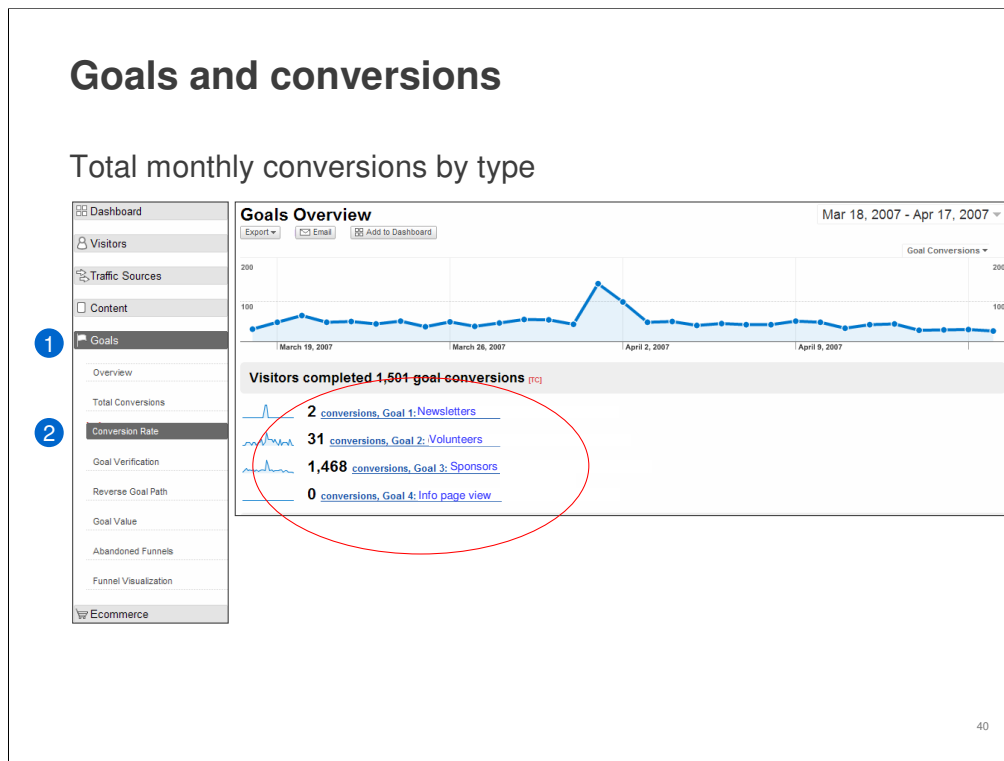 Goals and conversions
Total monthly conversions by type
Dashboard
Visitors
Traffic Sources
Content
1
Goals
Overview
Total Conversions
2
Conversion Rate
Goal Verification
Reverse Goal Path
Goal Value
Abandoned Funnels
Funnel Visualization
Ecommerce
Goals Overview
Mar 18, 2007 - Apr 17, 2007
Export
Email
Add to Dashboard
Goal Conversions
200
200
100
100
March 19, 2007
March 26, 2007
April 2, 2007
April 9, 2007
Visitors completed 1,501 goal conversions [TC]
2 conversions, Goal 1: Newsletters
31 conversions, Goal 2: Volunteers
1,468 conversions, Goal 3: Sponsors
0 conversions, Goal 4: Info page view
40